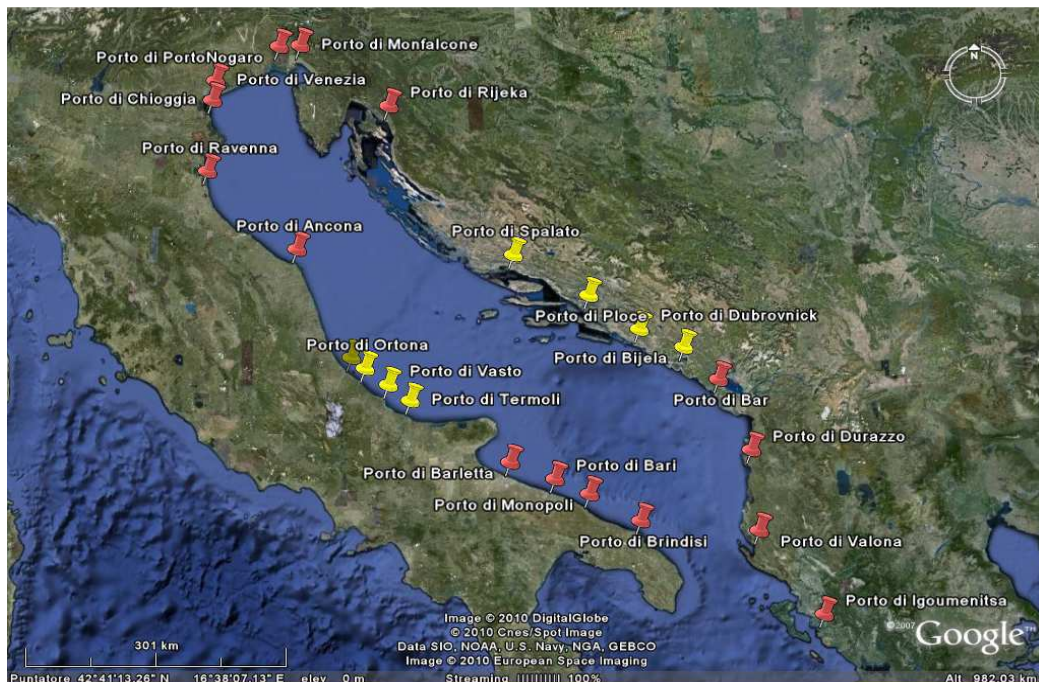 Porto di Monfalcone
N
Porto di PortoNogaro
Porto di Venezia
Porto di Chioggia
Porto di Rijeka
Porto di Ravenna
Porto di Ancona
Porto di Spalato
Porto di Ploce
Porto di Dubrovnick
Porto di Ortona
Porto di Bijela
Porto di Vasto
Porto di Termoli
Porto di Bar
Porto di Durazzo
Porto di Barletta
Porto di Bari
Porto di Monopoli
Porto di Brindisi
Porto di Valona
Porto di Igoumenitsa
Image © 2010 DigitalGlobe
© 2010 Cnes/Spot Image
Data SIO, NOAA, U.S. Navy, NGA, GEBCO
Image © 2010 European Space Imaging
©2007 Google™
301 km
Puntatore 42°41'13.26" N 16°38'07.13" E elev 0 m Streaming |||||||||| 100% Alt 982.03 km